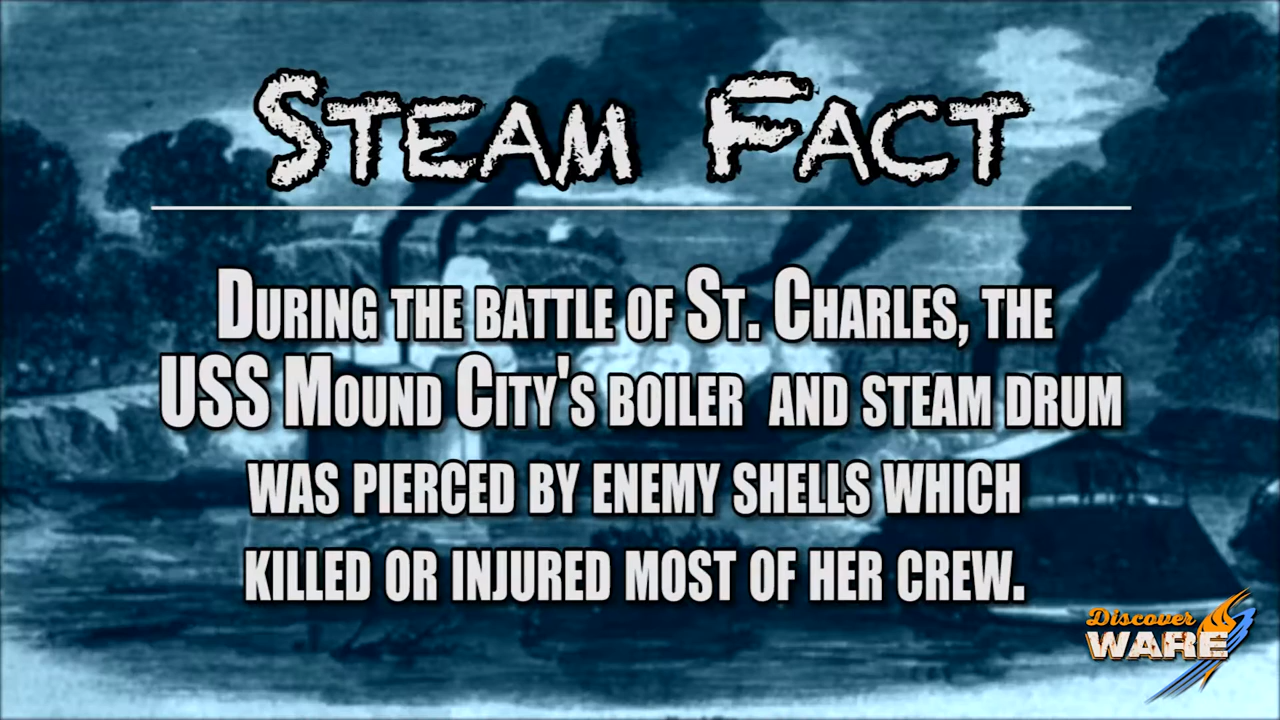 STEAM FACT
DURING THE BATTLE OF ST. CHARLES, THE
USS MOUND CITY'S BOILER AND STEAM DRUM
WAS PIERCED BY ENEMY SHELLS WHICH
KILLED OR INJURED MOST OF HER CREW.
Discover
WARE